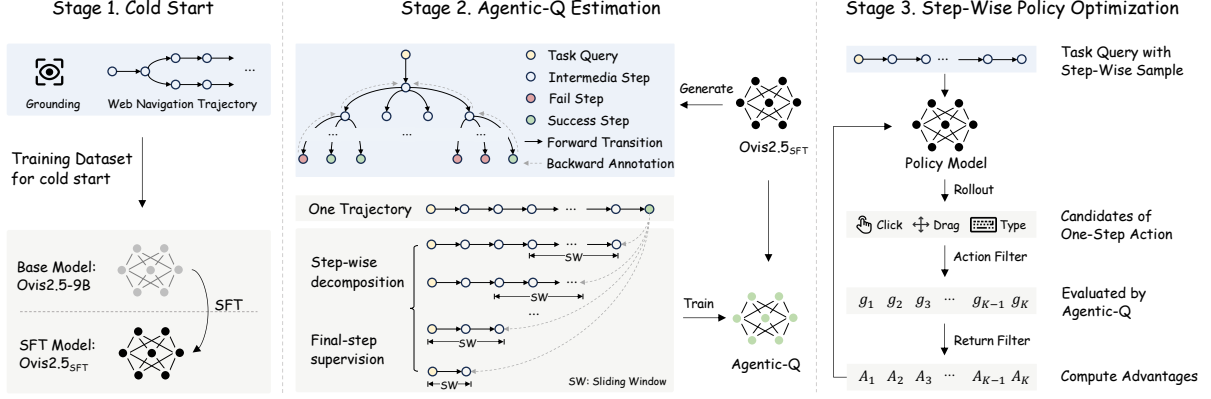 Stage 1. Cold Start
Grounding
Web Navigation Trajectory
...
Training Dataset
for cold start
Base Model:
Ovis2.5-9B
SFT
SFT Model:
Ovis2.5SFT
Stage 2. Agentic-Q Estimation
Task Query
Intermedia Step
Fail Step
Success Step
Forward Transition
Backward Annotation
...
...
...
Generate
Ovis2.5SFT
One Trajectory
...
Step-wise
decomposition
Final-step
supervision
...
SW
...
SW
...
SW
SW
SW: Sliding Window
Train
Agentic-Q
Stage 3. Step-Wise Policy Optimization
...
Task Query with
Step-Wise Sample
Policy Model
Rollout
Click Drag Type
Candidates of
One-Step Action
Action Filter
g1 g2 g3 ... gK−1 gK
Evaluated by
Agentic-Q
Return Filter
A1 A2 A3 ... AK−1 AK
Compute Advantages